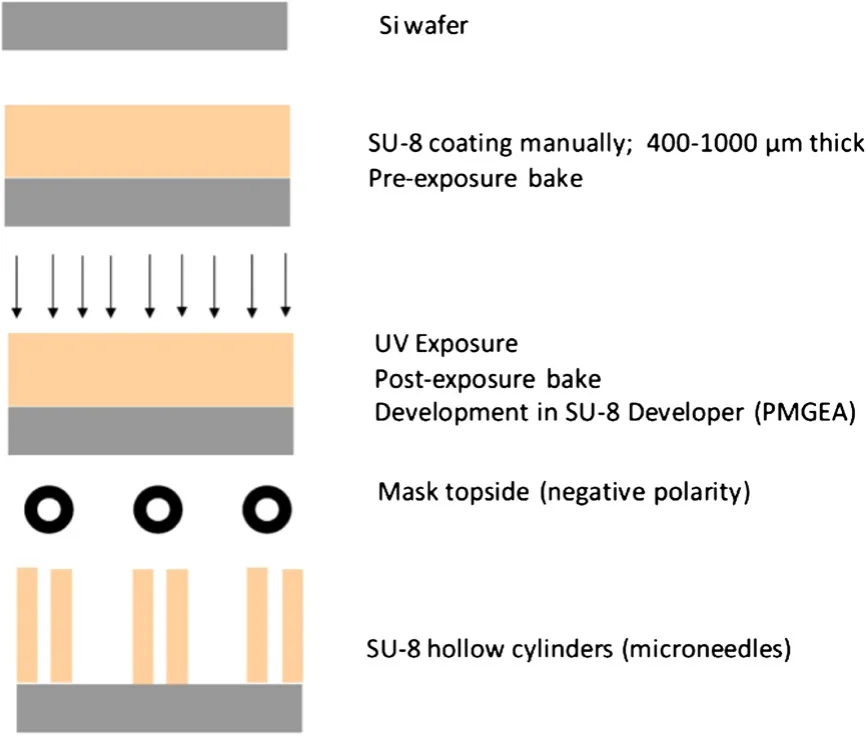 Si wafer
SU-8 coating manually; 400-1000 µm thick
Pre-exposure bake
UV Exposure
Post-exposure bake
Development in SU-8 Developer (PMGEA)
Mask topside (negative polarity)
SU-8 hollow cylinders (microneedles)